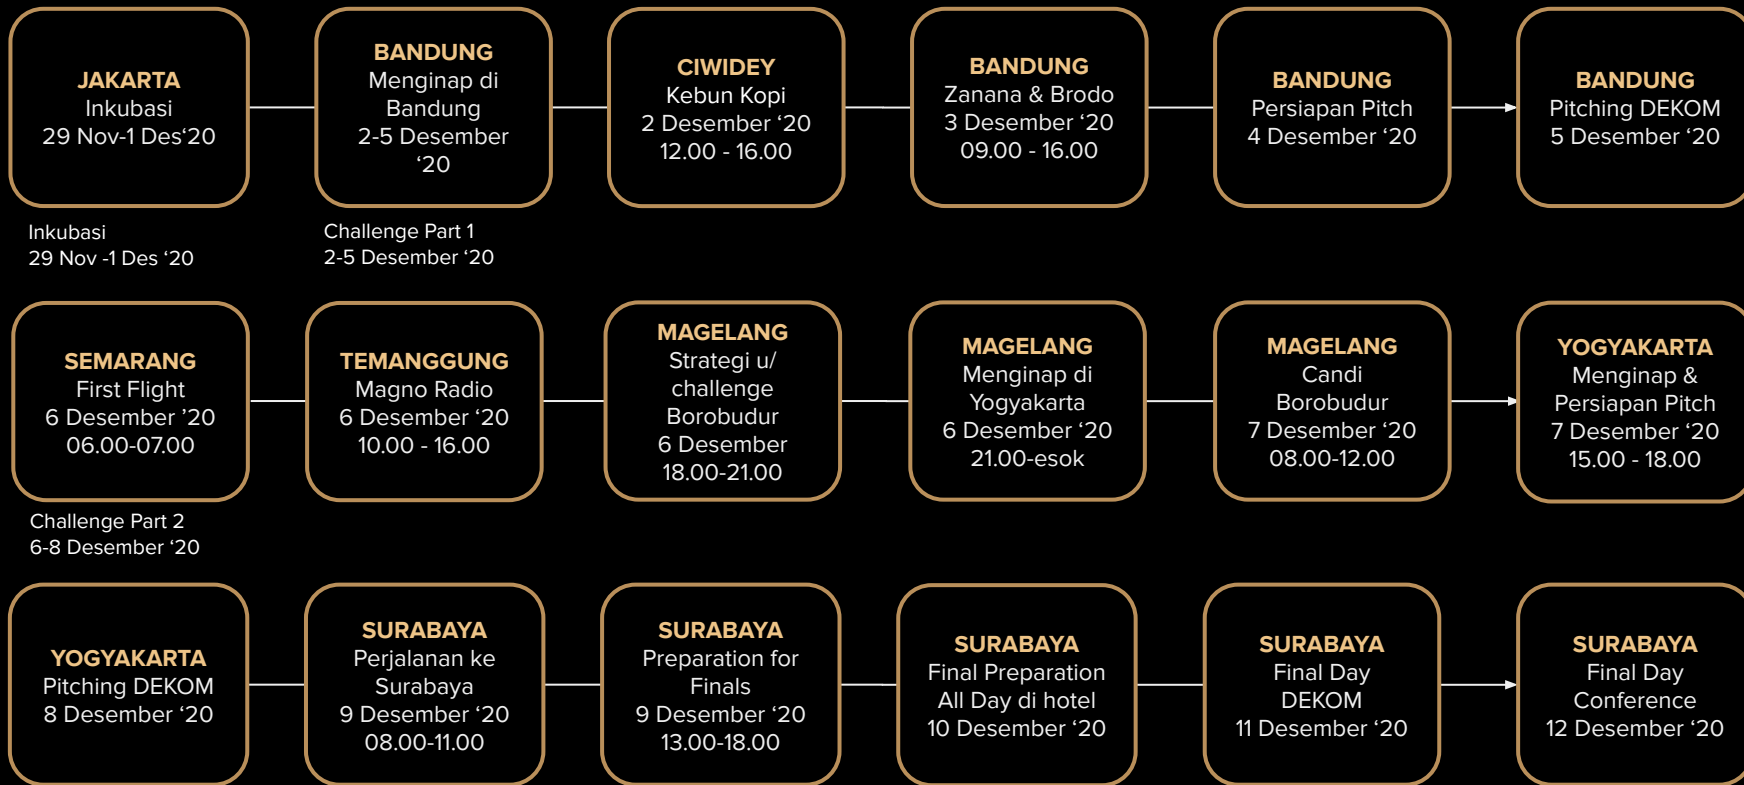 JAKARTA
Inkubasi
29 Nov-1 Des‘20
BANDUNG
Menginap di
Bandung
2-5 Desember
‘20
CIWIDEY
Kebun Kopi
2 Desember ‘20
12.00 - 16.00
BANDUNG
Zanana & Brodo
3 Desember ‘20
09.00 - 16.00
BANDUNG
Persiapan Pitch
4 Desember ‘20
BANDUNG
Pitching DEKOM
5 Desember ‘20
Inkubasi
29 Nov -1 Des ‘20
Challenge Part 1
2-5 Desember ‘20
SEMARANG
First Flight
6 Desember ’20
06.00-07.00
TEMANGGUNG
Magno Radio
6 Desember ‘20
10.00 - 16.00
MAGELANG
Strategi u/
challenge
Borobudur
6 Desember
18.00-21.00
MAGELANG
Menginap di
Yogyakarta
6 Desember ‘20
21.00-esok
MAGELANG
Candi
Borobudur
7 Desember ‘20
08.00-12.00
YOGYAKARTA
Menginap &
Persiapan Pitch
7 Desember ‘20
15.00 - 18.00
Challenge Part 2
6-8 Desember ‘20
YOGYAKARTA
Pitching DEKOM
8 Desember ‘20
SURABAYA
Perjalanan ke
Surabaya
9 Desember ‘20
08.00-11.00
SURABAYA
Preparation for
Finals
9 Desember ‘20
13.00-18.00
SURABAYA
Final Preparation
All Day di hotel
10 Desember ‘20
SURABAYA
Final Day
DEKOM
11 Desember ‘20
SURABAYA
Final Day
Conference
12 Desember ‘20